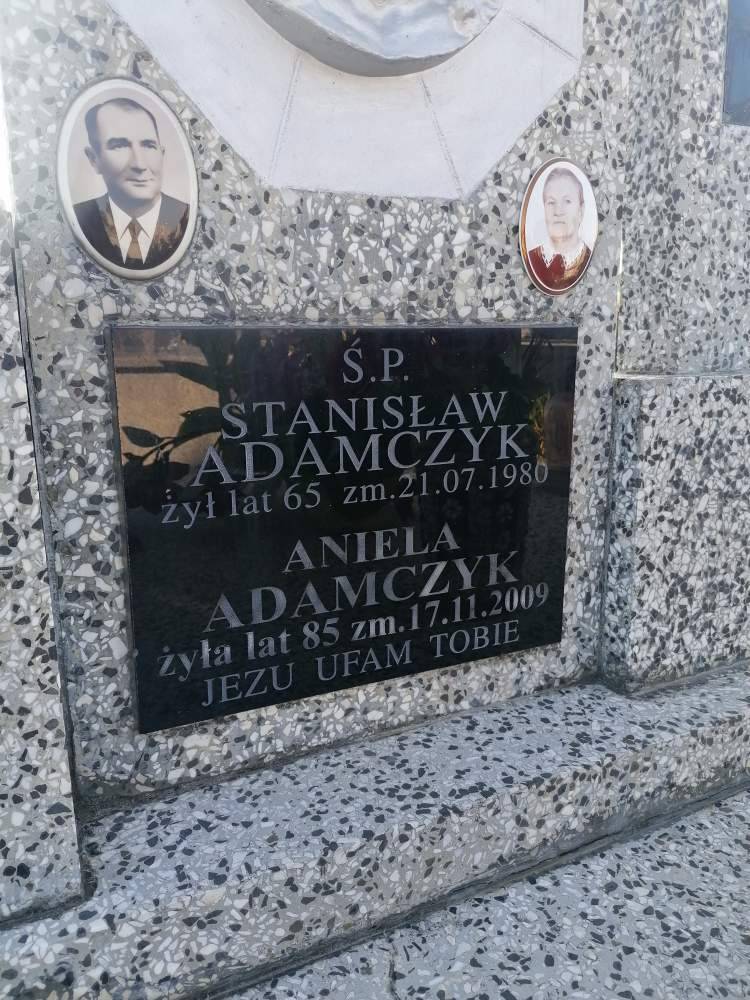 Ś.P.
STANISŁAW
ADAMCZYK
żył lat 65 zm.21.07.1980
ANIELA
ADAMCZYK
żyła lat 85 zm.17.11.2009
JEZU UFAM TOBIE